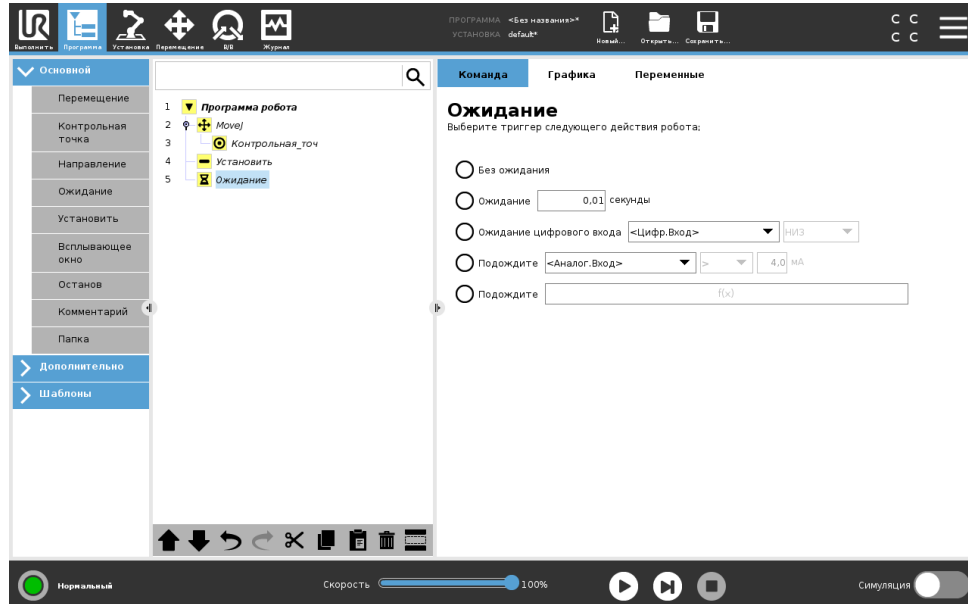 ПРОГРАММА <Без названия>*
УСТАНОВКА default*
Выполнить Программа Установка Перемещение В/В Журнал
Новый... Открыть... Сохранить...
C C
C C
Основной
Перемещение
Контрольная
точка
Направление
Ожидание
Установить
Всплывающее
окно
Останов
Комментарий
Папка
Дополнительно
Шаблоны
1 Программа робота
2 MoveJ
3 Контрольная_точ
4 Установить
5 Ожидание
Команда Графика Переменные
Ожидание
Выберите триггер следующего действия робота:
Без ожидания
Ожидание 0,01 секунды
Ожидание цифрового входа <Цифр.Вход> НИЗ
Подождите <Аналог.Вход> > 4.0 мА
Подождите f(x)
Нормальный
Скорость 100%
Симуляция